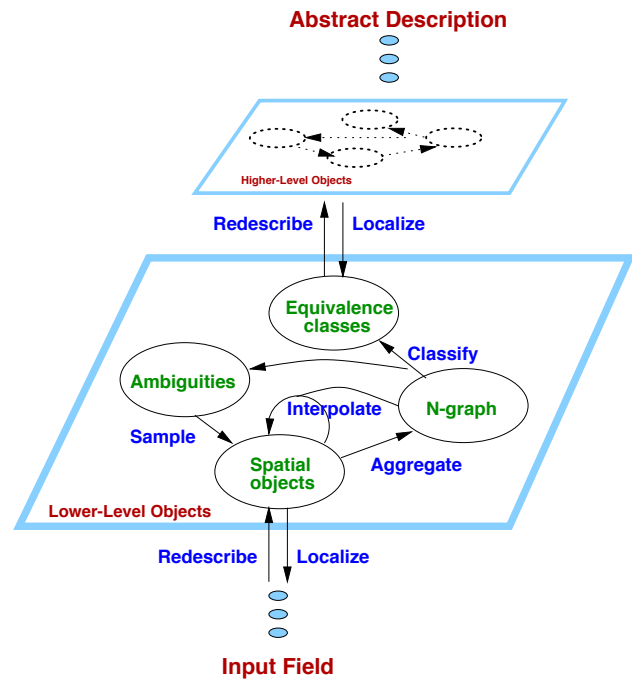 Abstract Description
Higher-Level Objects
Redescribe
Localize
Equivalence
classes
Classify
Ambiguities
Interpolate
N-graph
Sample
Spatial
objects
Aggregate
Lower-Level Objects
Redescribe
Localize
Input Field